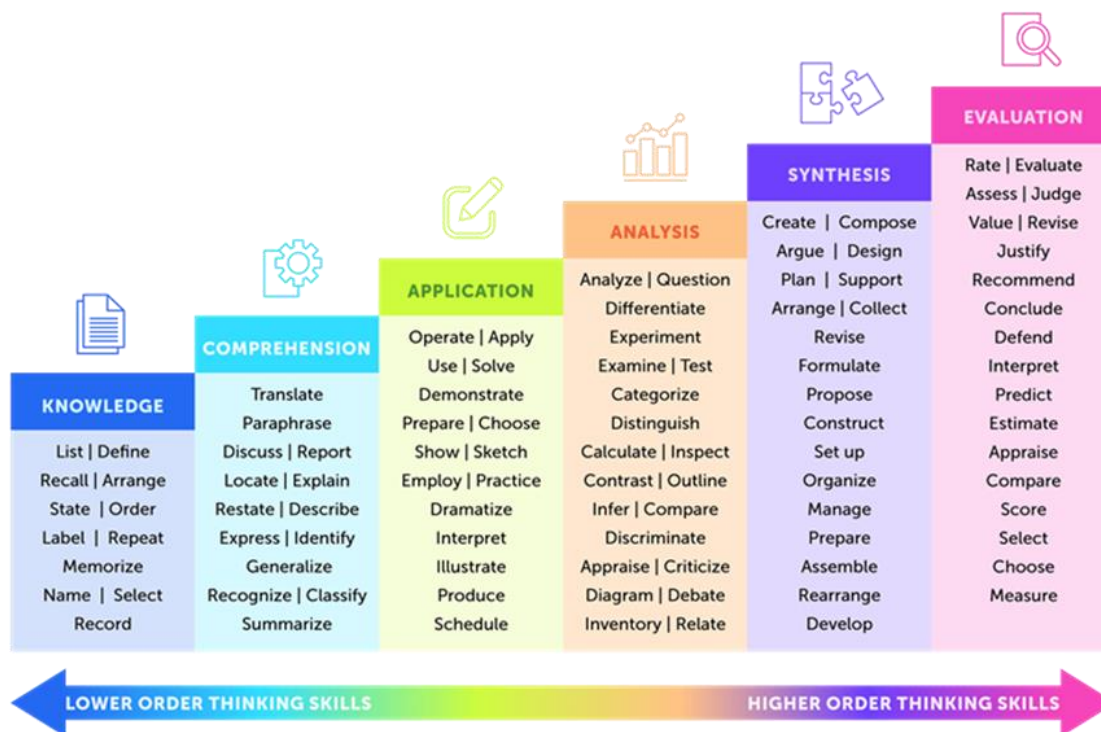 KNOWLEDGE
List | Define
Recall | Arrange
State | Order
Label | Repeat
Memorize
Name | Select
Record
COMPREHENSION
Translate
Paraphrase
Discuss | Report
Locate | Explain
Restate | Describe
Express | Identify
Generalize
Recognize | Classify
Summarize
APPLICATION
Operate | Apply
Use | Solve
Demonstrate
Prepare | Choose
Show | Sketch
Employ | Practice
Dramatize
Interpret
Illustrate
Produce
Schedule
ANALYSIS
Analyze | Question
Differentiate
Experiment
Examine | Test
Categorize
Distinguish
Calculate | Inspect
Contrast | Outline
Infer | Compare
Discriminate
Appraise | Criticize
Diagram | Debate
Inventory | Relate
SYNTHESIS
Create | Compose
Argue | Design
Plan | Support
Arrange | Collect
Revise
Formulate
Propose
Construct
Set up
Organize
Manage
Prepare
Assemble
Rearrange
Develop
EVALUATION
Rate | Evaluate
Assess | Judge
Value | Revise
Justify
Recommend
Conclude
Defend
Interpret
Predict
Estimate
Appraise
Compare
Score
Select
Choose
Measure
LOWER ORDER THINKING SKILLS
HIGHER ORDER THINKING SKILLS